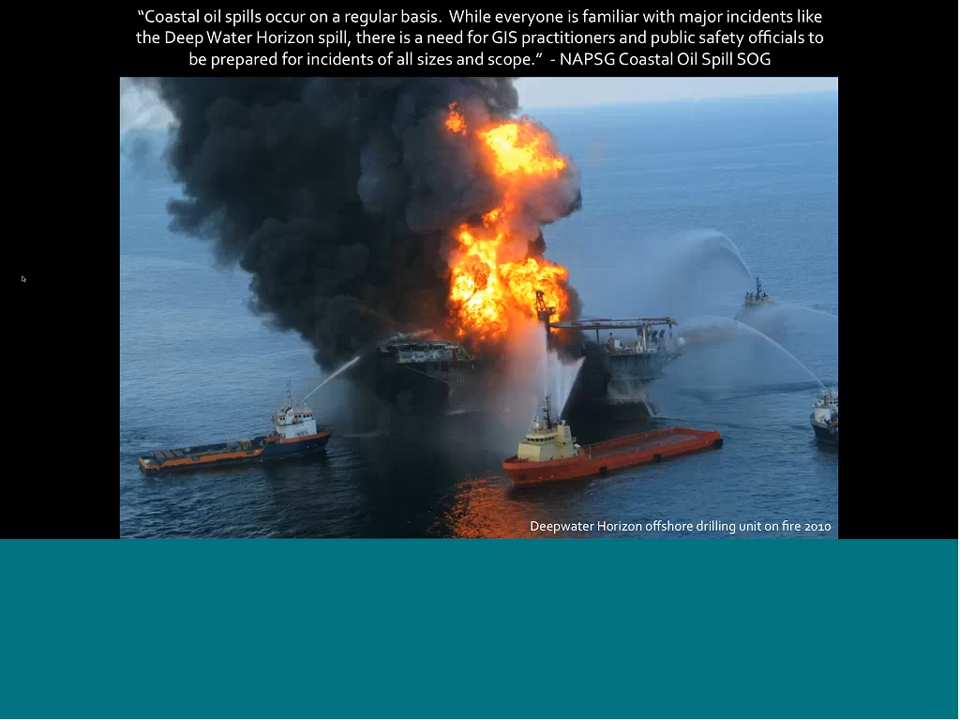 “Coastal oil spills occur on a regular basis.  While everyone is familiar with major incidents like
the Deep Water Horizon spill, there is a need for GIS practitioners and public safety officials to
be prepared for incidents of all sizes and scope.”  - NAPSG Coastal Oil Spill SOG
Deepwater Horizon offshore drilling unit on fire 2010